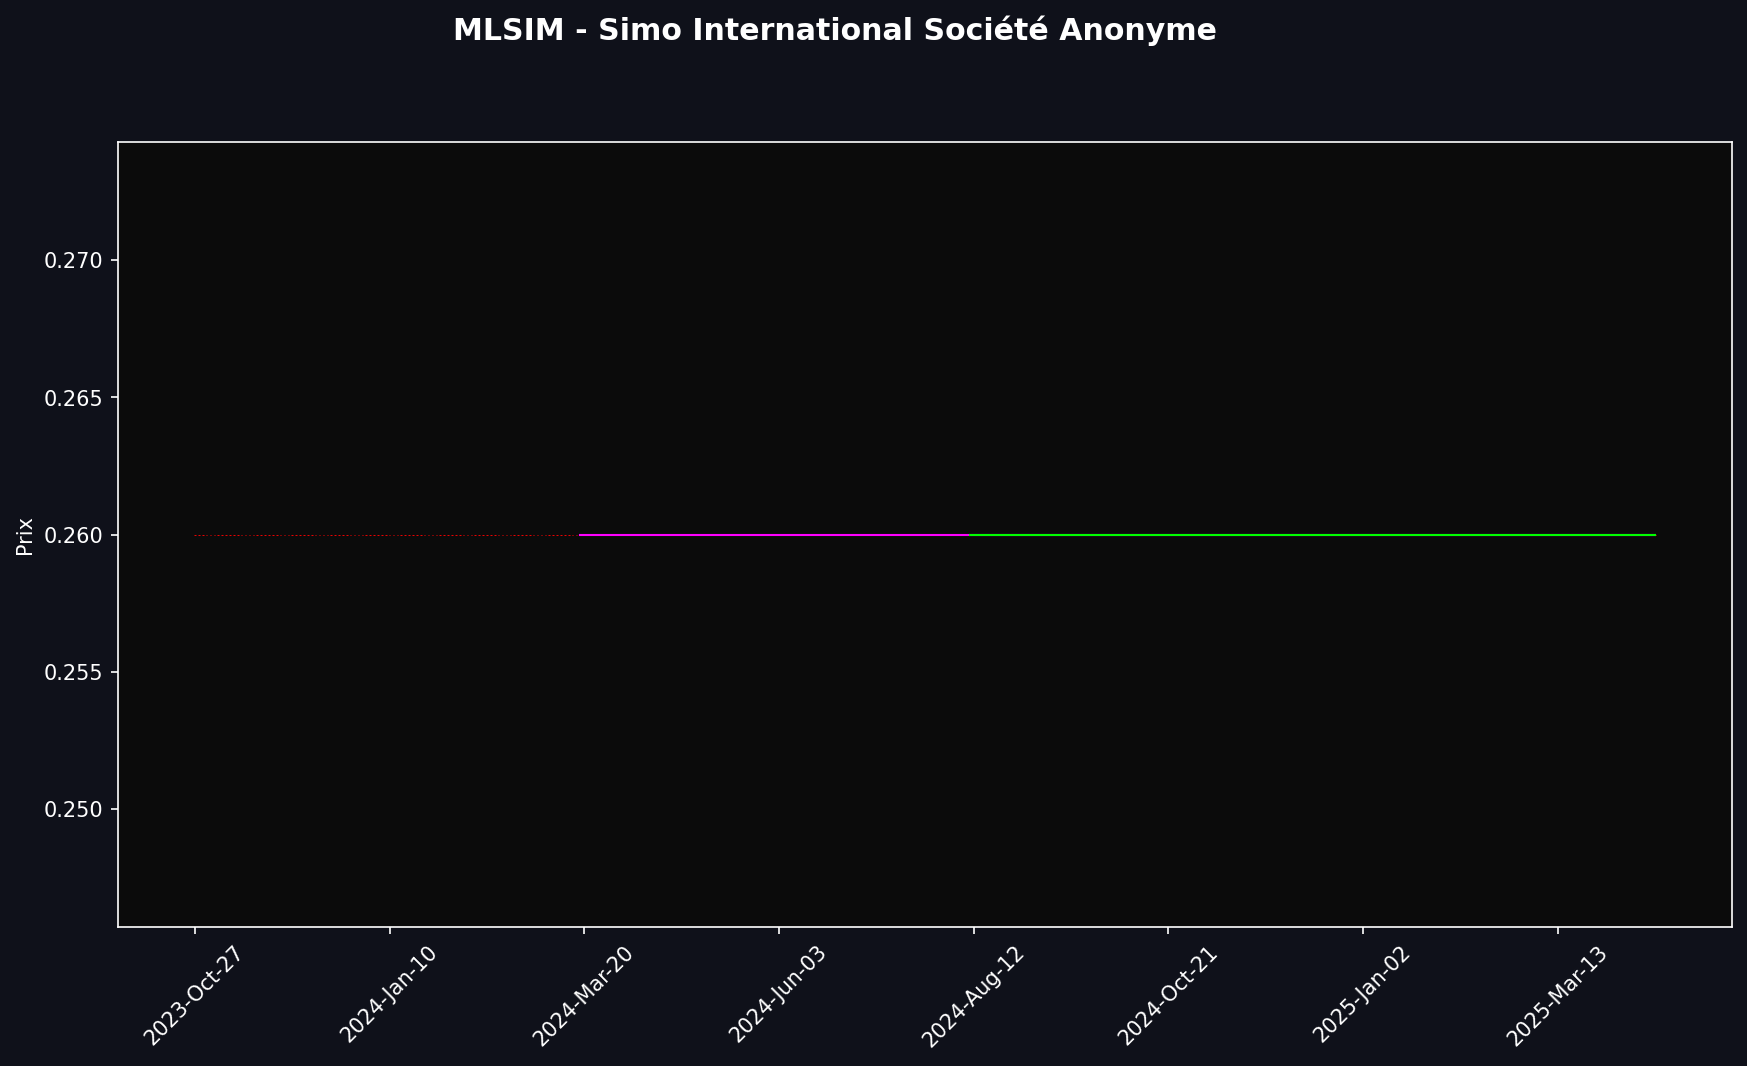 MLSIM - Simo International Société Anonyme
Prix
0.270
0.265
0.260
0.255
0.250
2023-Oct-27
2024-Jan-10
2024-Mar-20
2024-Jun-03
2024-Aug-12
2024-Oct-21
2025-Jan-02
2025-Mar-13